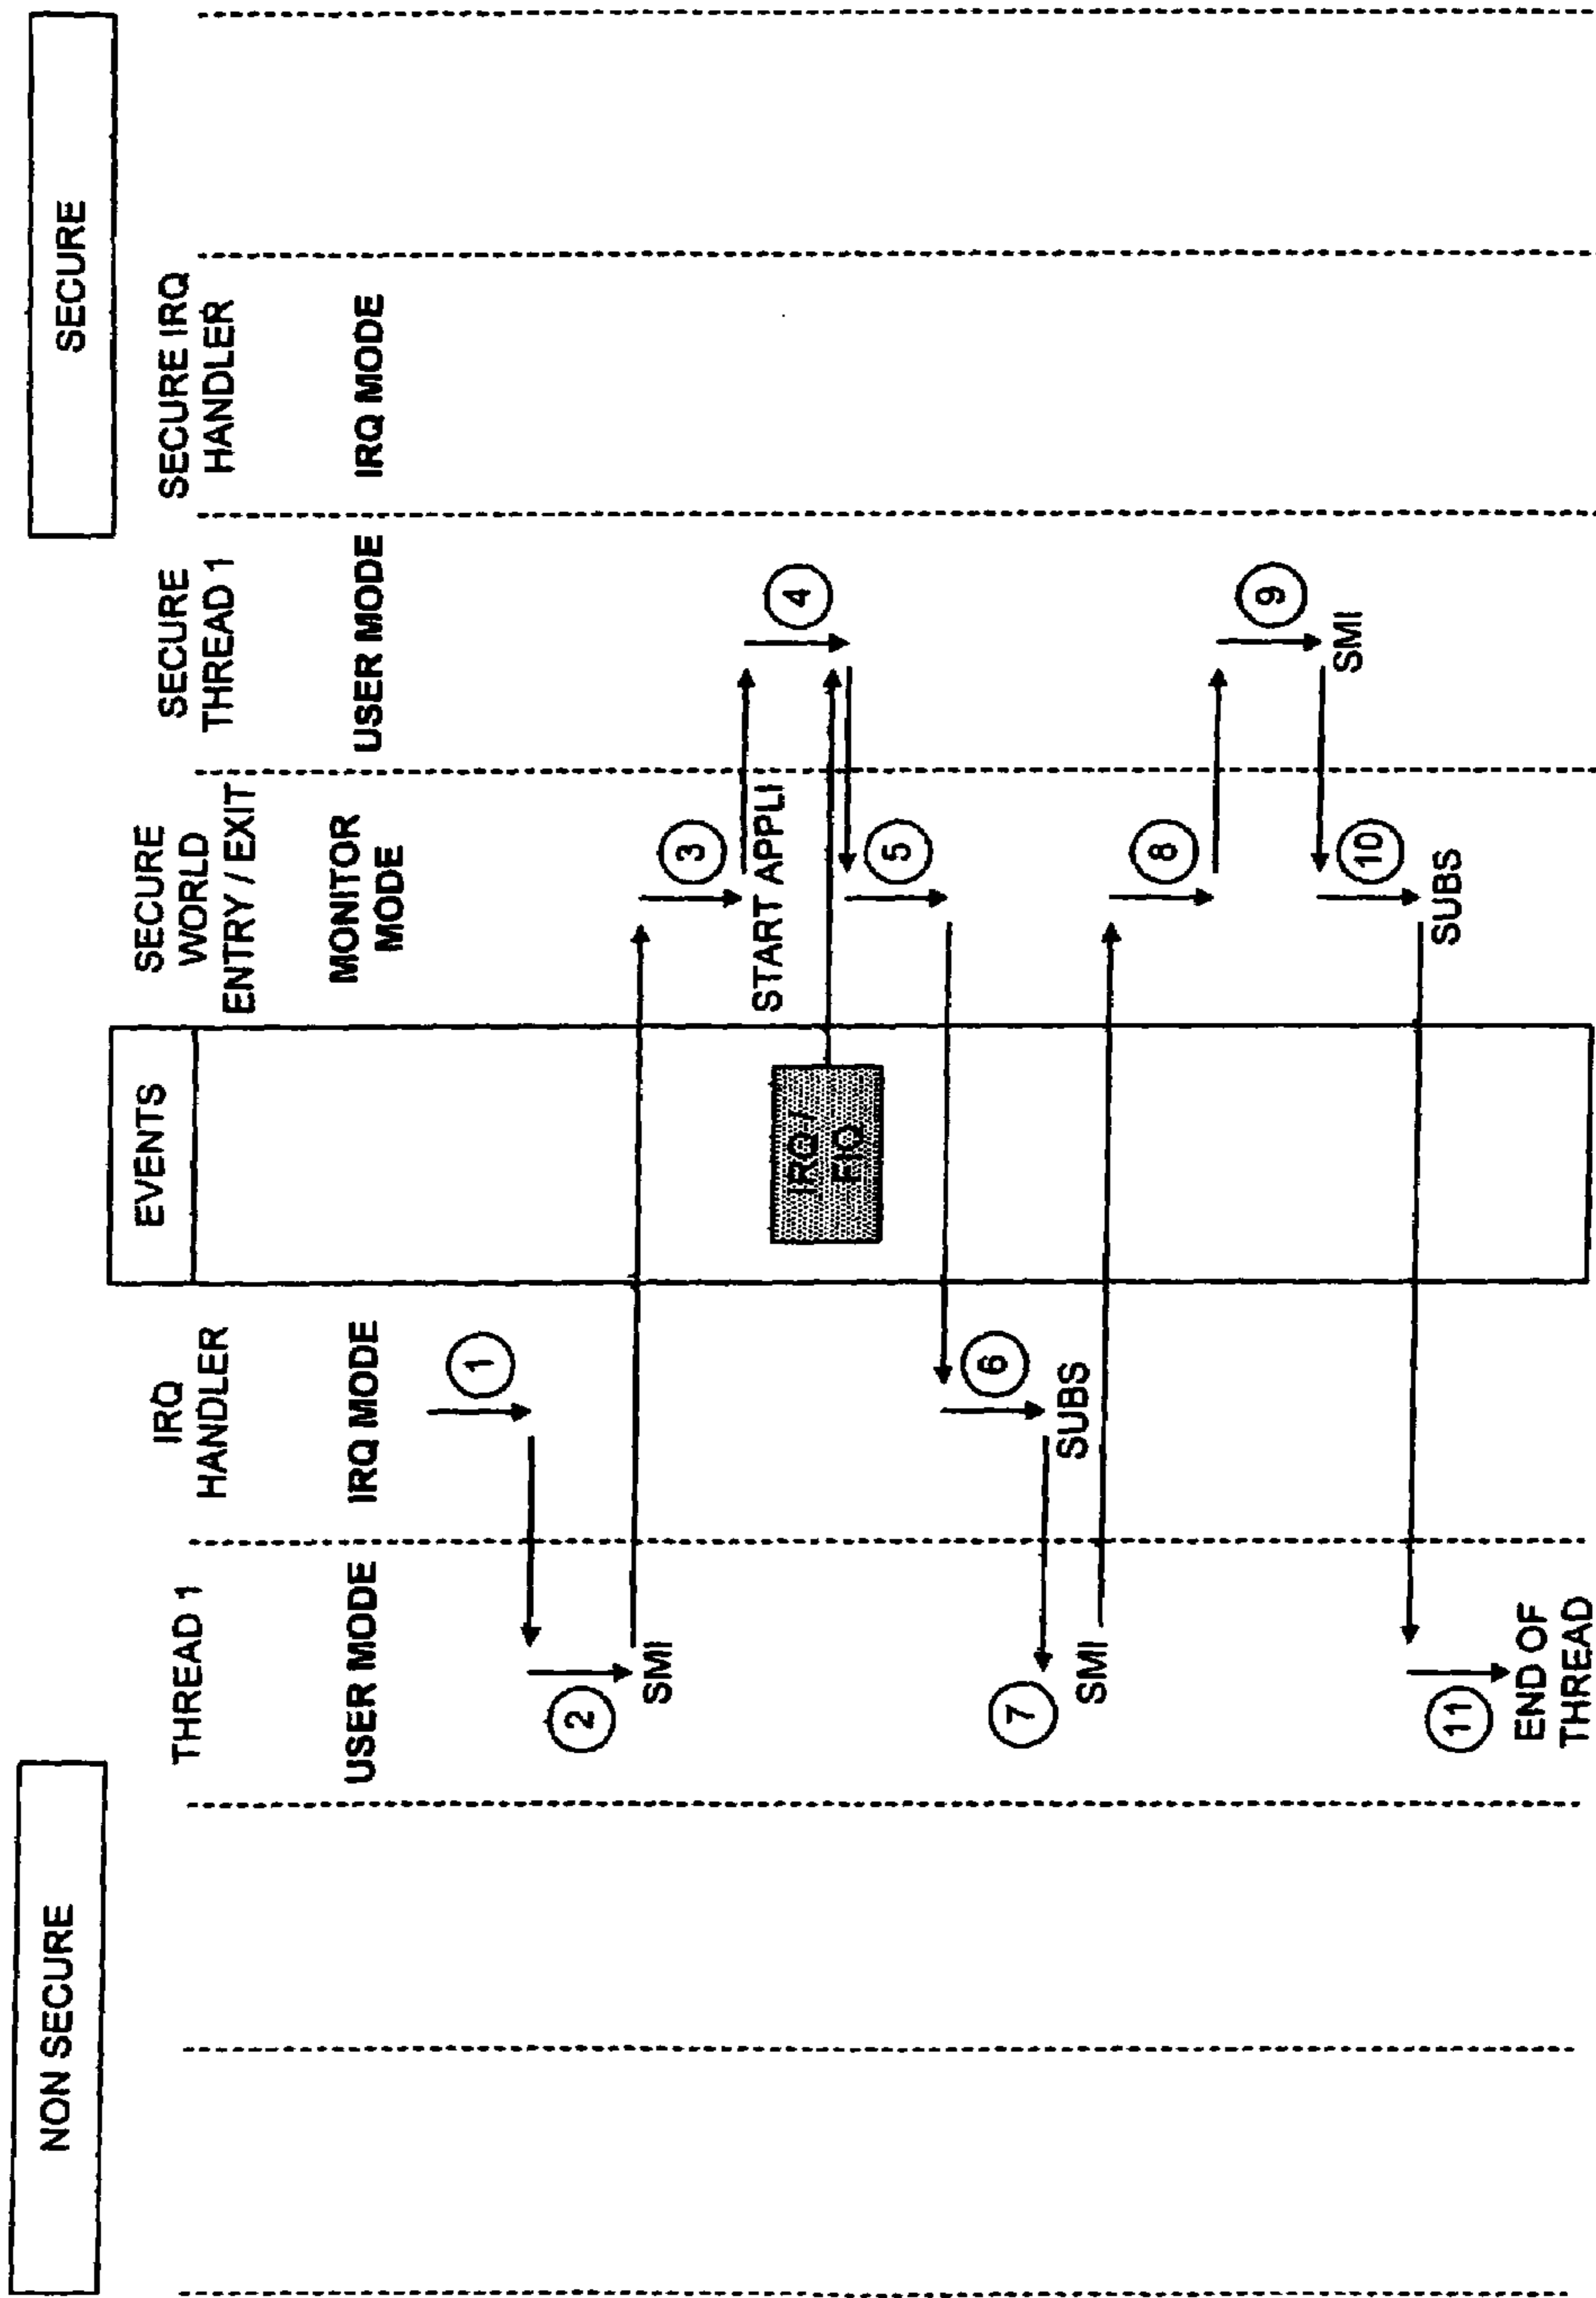 NON SECURE
SECURE
THREAD 1
IRQ
HANDLER
EVENTS
SECURE
WORLD
ENTRY / EXIT
SECURE
THREAD 1
SECURE IRQ
HANDLER
USER MODE
IRQ MODE
MONITOR
MODE
USER MODE
IRQ MODE
1
2
SMI
3
START APPLI
4
IRQ /
FIQ
5
6
SUBS
7
SMI
8
9
SMI
10
SUBS
11
END OF
THREAD